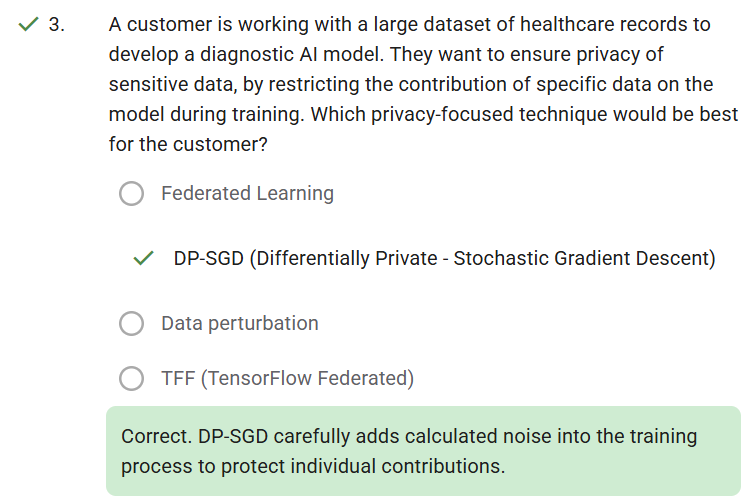 3. A customer is working with a large dataset of healthcare records to
develop a diagnostic AI model. They want to ensure privacy of
sensitive data, by restricting the contribution of specific data on the
model during training. Which privacy-focused technique would be best
for the customer?
Federated Learning
DP-SGD (Differentially Private - Stochastic Gradient Descent)
Data perturbation
TFF (TensorFlow Federated)
Correct. DP-SGD carefully adds calculated noise into the training
process to protect individual contributions.